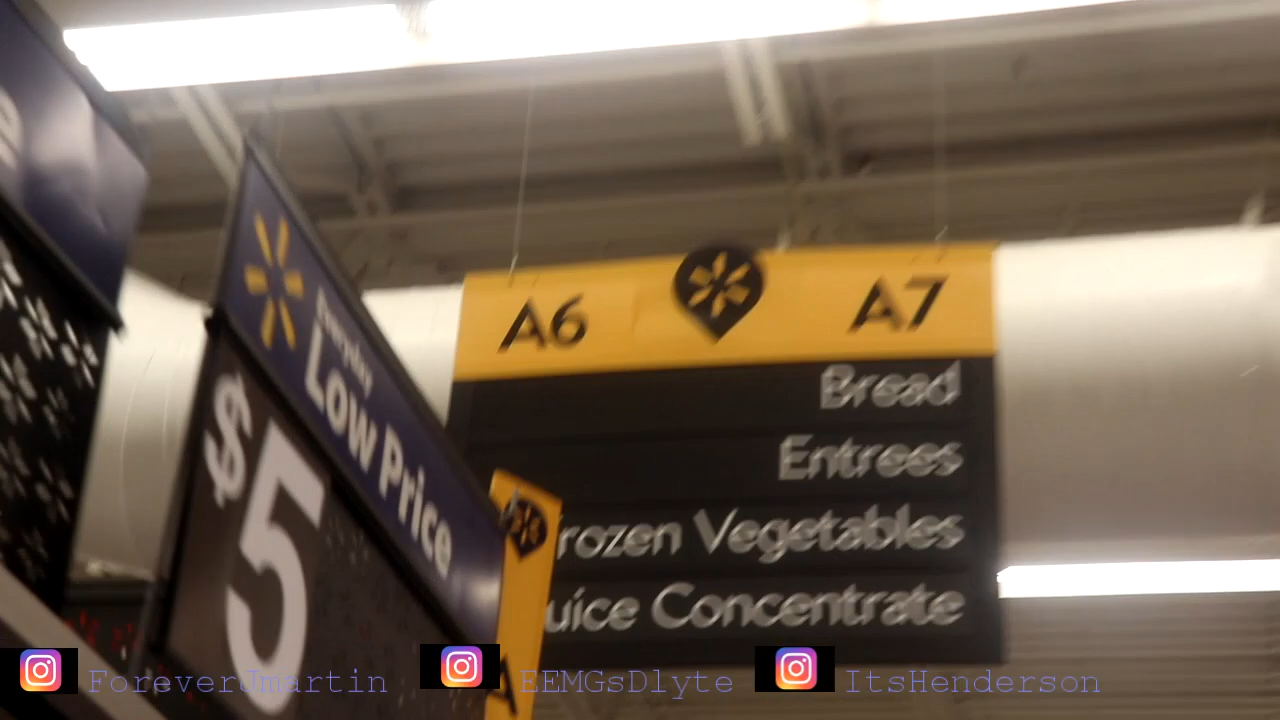 A6 A7
Bread
Entrees
rozen Vegetables
uice Concentrate
Everyday
Low Price
$5
A
ForeverJmartin EEMGsDlyte ItsHenderson